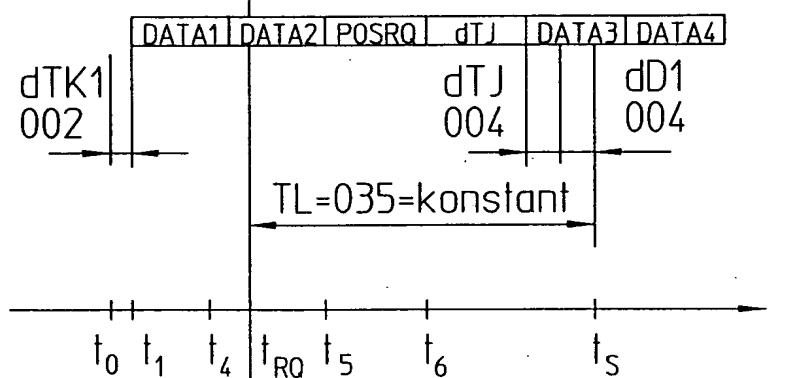 DATA1 DATA2 POSRQ dTJ DATA3 DATA4
dTK1 dTJ dD1
002 004 004
TL=035=konstant
t0 t1 t4 tRQ t5 t6 tS